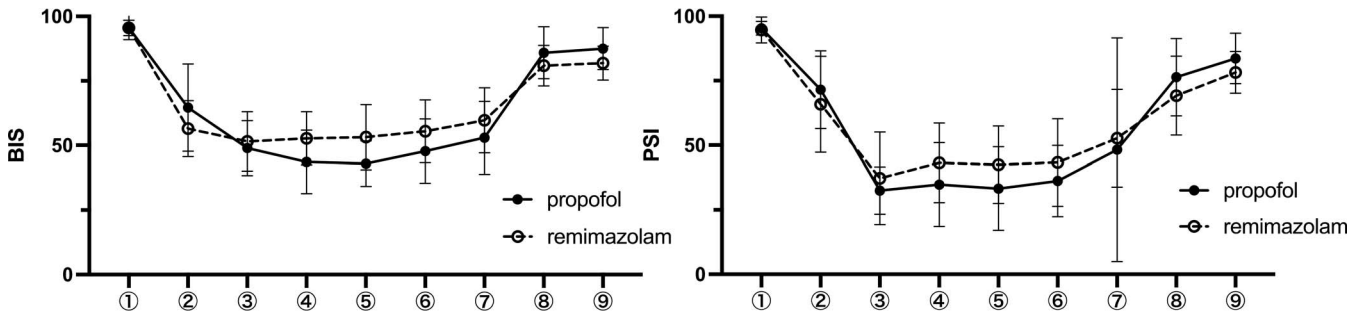 100
50
0
BIS
propofol
remimazolam
① ② ③ ④ ⑤ ⑥ ⑦ ⑧ ⑨
100
50
0
PSI
propofol
remimazolam
① ② ③ ④ ⑤ ⑥ ⑦ ⑧ ⑨